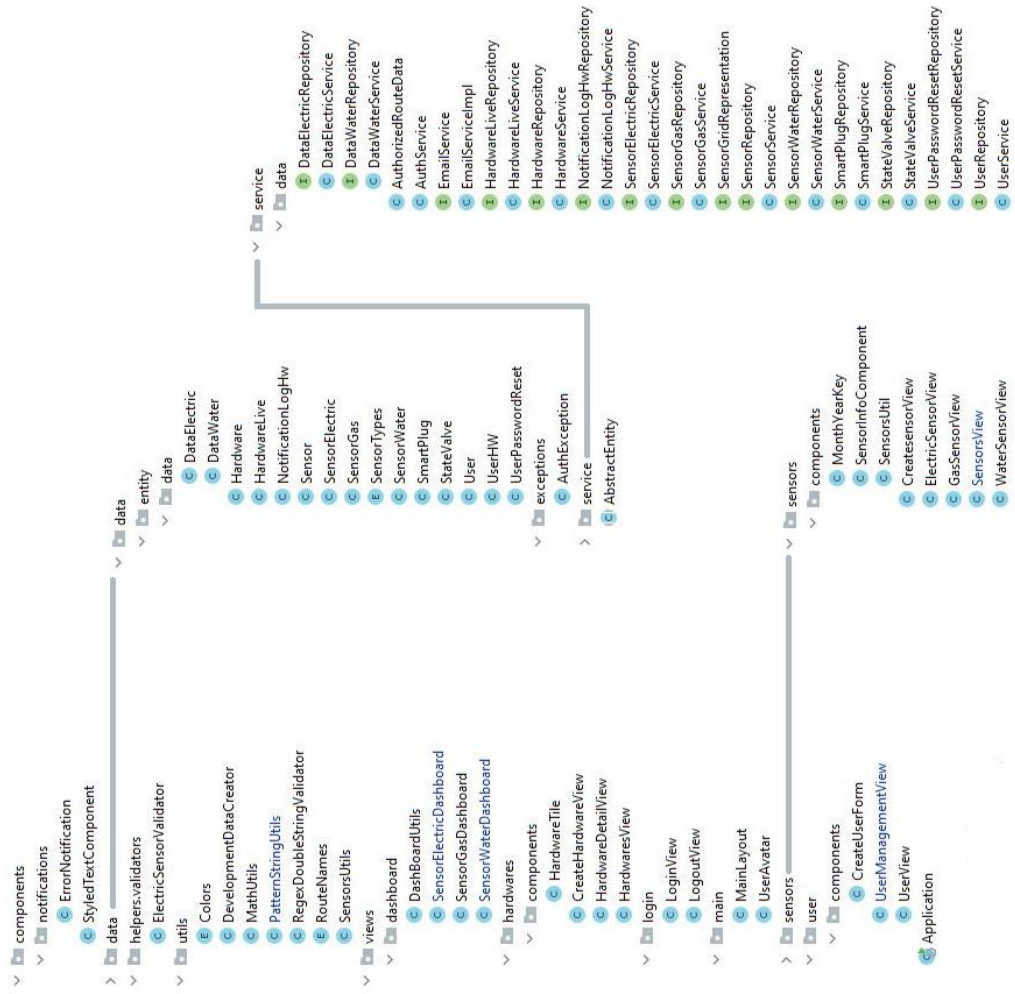 components
notifications
ErrorNotification
StyledTextComponent
data
helpers.validators
ElectricSensorValidator
utils
Colors
DevelopmentDataCreator
MathUtils
PatternStringUtils
RegexDoubleStringValidator
RouteNames
SensorsUtils
views
dashboard
DashBoardUtils
SensorElectricDashboard
SensorGasDashboard
SensorWaterDashboard
hardwares
components
HardwareTile
CreateHardwareView
HardwareDetailView
HardwaresView
login
LoginView
LogoutView
main
MainLayout
UserAvatar
sensors
user
components
CreateUserForm
UserManagementView
UserView
Application
data
entity
data
DataElectric
DataWater
Hardware
HardwareLive
NotificationLogHw
Sensor
SensorElectric
SensorGas
SensorTypes
SensorWater
SmartPlug
StateValve
User
UserHW
UserPasswordReset
exceptions
AuthException
service
AbstractEntity
sensors
components
MonthYearKey
SensorInfoComponent
SensorsUtil
CreatesensorView
ElectricSensorView
GasSensorView
SensorsView
WaterSensorView
service
data
DataElectricRepository
DataElectricService
DataWaterRepository
DataWaterService
AuthorizedRouteData
AuthService
EmailService
EmailServiceImpl
HardwareLiveRepository
HardwareLiveService
HardwareRepository
HardwareService
NotificationLogHwRepository
NotificationLogHwService
SensorElectricRepository
SensorElectricService
SensorGasRepository
SensorGasService
SensorGridRepresentation
SensorRepository
SensorService
SensorWaterRepository
SensorWaterService
SmartPlugRepository
SmartPlugService
StateValveRepository
StateValveService
UserPasswordResetRepository
UserPasswordResetService
UserRepository
UserService